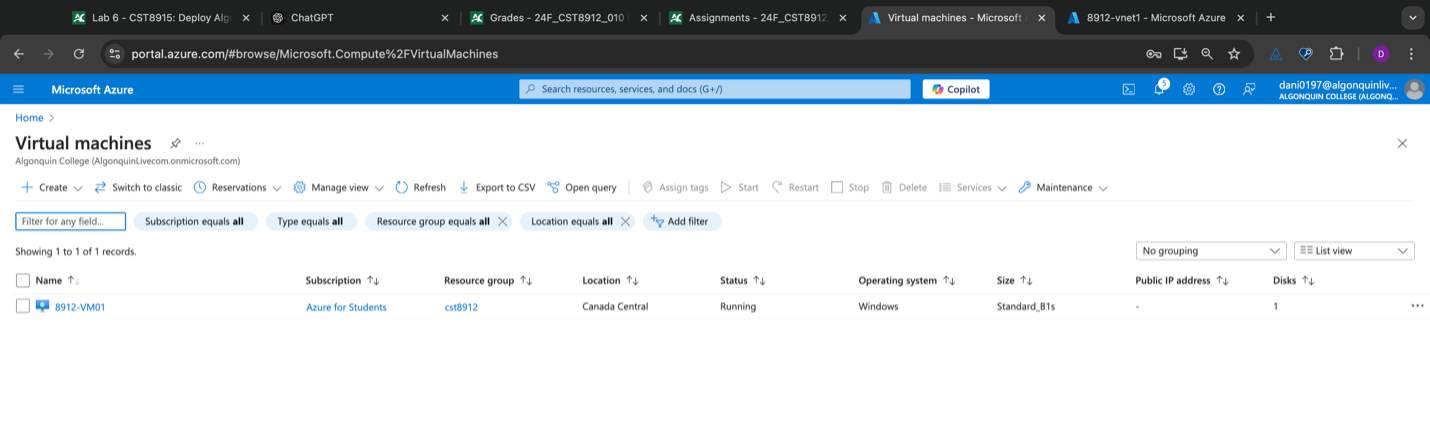 Lab 6 - CST8915: Deploy Alg ChatGPT Grades - 24F_CST8912_010 Assignments - 24F_CST8912_ Virtual machines - Microsoft 8912-vnet1 - Microsoft Azure
portal.azure.com/#browse/Microsoft.Compute%2FVirtualMachines D
Microsoft Azure Search resources, services, and docs (G+/) Copilot 5 dani0197@algonquinliv...
ALGONQUIN COLLEGE (ALGONQ...
Home >
Virtual machines ...
Algonquin College (AlgonquinLivecom.onmicrosoft.com)
Create Switch to classic Reservations Manage view Refresh Export to CSV Open query Assign tags Start Restart Stop Delete Services Maintenance
Filter for any field... Subscription equals all Type equals all Resource group equals all Location equals all Add filter
Showing 1 to 1 of 1 records. No grouping List view
Name Subscription Resource group Location Status Operating system Size Public IP address Disks
8912-VM01 Azure for Students cst8912 Canada Central Running Windows Standard_B1s - 1 ...